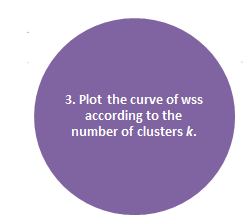 3. Plot the curve of wss
according to the
number of clusters k.